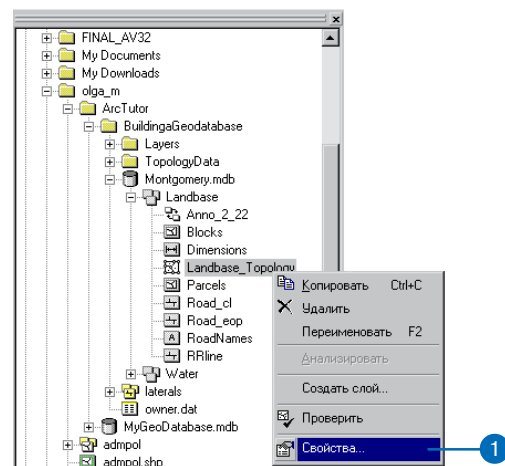 FINAL_AV32
My Documents
My Downloads
olga_m
ArcTutor
BuildingaGeodatabase
Layers
TopologyData
Montgomery.mdb
Landbase
Anno_2_22
Blocks
Dimensions
Landbase_Topology
Parcels
Road_cl
Road_eop
A RoadNames
RRline
Water
laterals
owner.dat
MyGeoDatabase.mdb
admpol
admpol.shp
Копировать Ctrl+C
Удалить
Переименовать F2
Анализировать
Создать слой...
Проверить
Свойства...
1